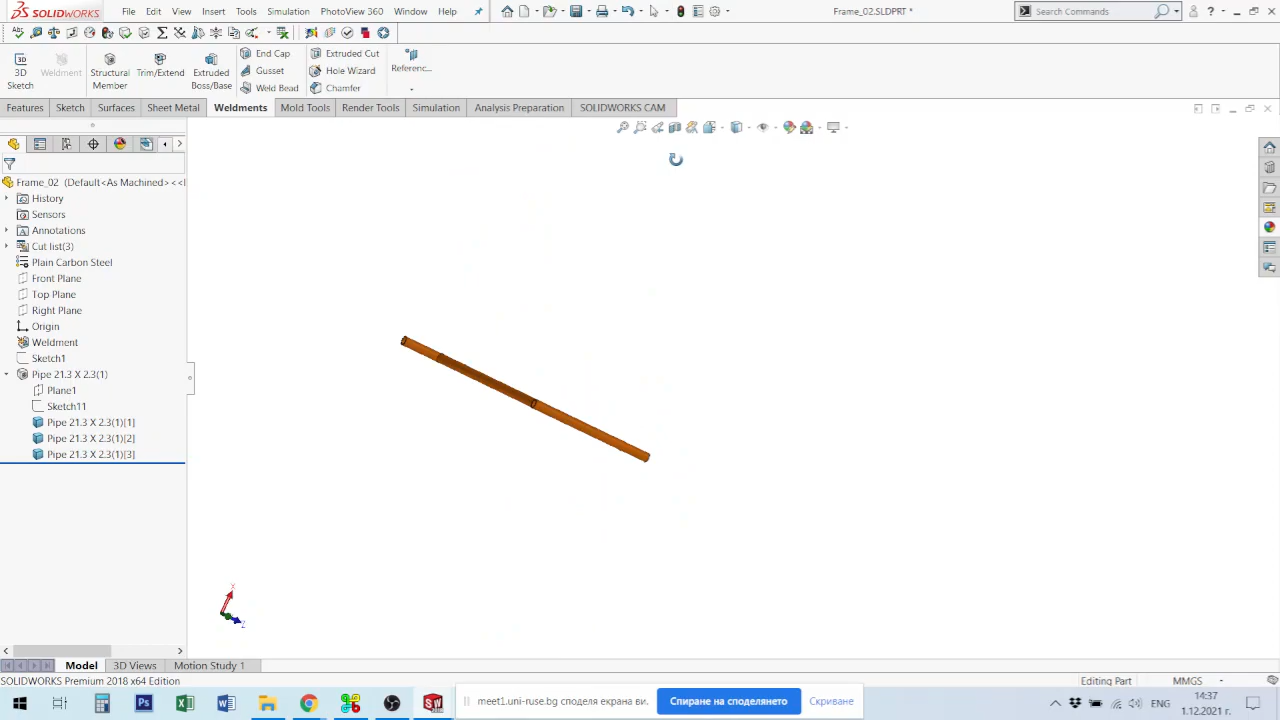 SOLIDWORKS File Edit View Insert Tools Simulation PhotoView 360 Window Help Frame_02.SLDPRT * Search Commands
3D Sketch
Weldment
Structural Member
Trim/Extend
Extruded Boss/Base
End Cap
Gusset
Weld Bead
Extruded Cut
Hole Wizard
Chamfer
Referenc...
Features Sketch Surfaces Sheet Metal Weldments Mold Tools Render Tools Simulation Analysis Preparation SOLIDWORKS CAM
Frame_02 (Default<As Machined><<I
History
Sensors
Annotations
Cut list(3)
Plain Carbon Steel
Front Plane
Top Plane
Right Plane
Origin
Weldment
Sketch1
Pipe 21.3 X 2.3(1)
Plane1
Sketch11
Pipe 21.3 X 2.3(1)[1]
Pipe 21.3 X 2.3(1)[2]
Pipe 21.3 X 2.3(1)[3]
X
Z
Model 3D Views Motion Study 1
SOLIDWORKS Premium 2018 x64 Edition Editing Part MMGS
meet1.uni-ruse.bg споделя екрана ви. Спиране на споделянето Скриване
ENG 14:37
1.12.2021 г.